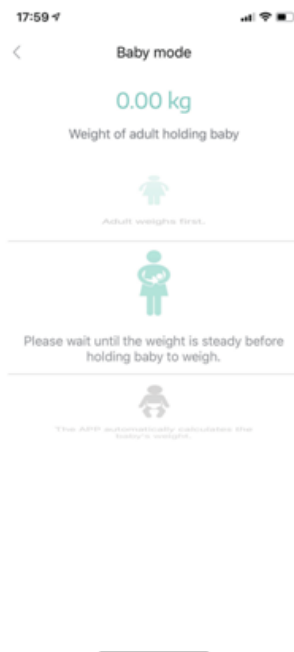 17:59
Baby mode
0.00 kg
Weight of adult holding baby
Adult weighs first.
Please wait until the weight is steady before
holding baby to weigh.
The APP automatically calculates the
baby's weight.